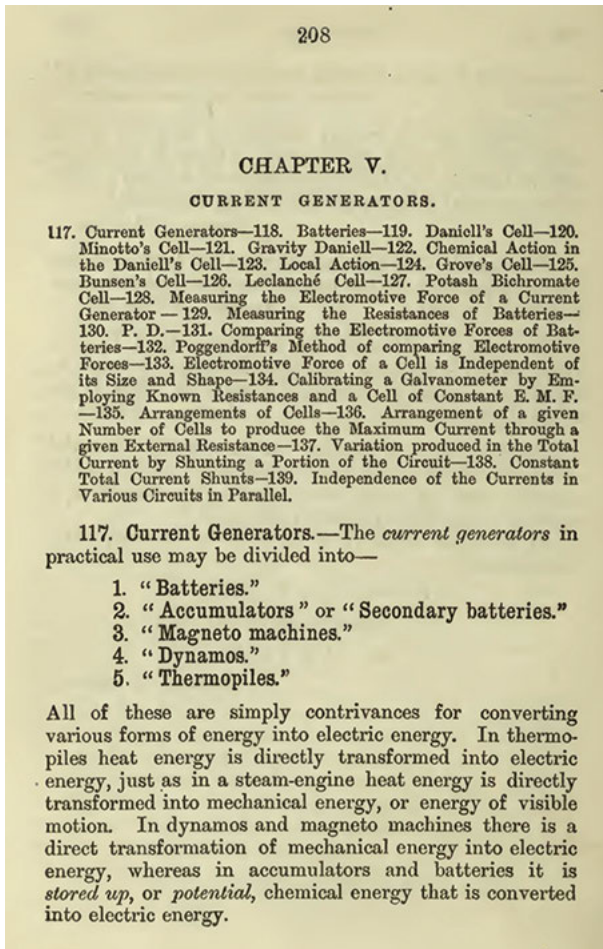 208
CHAPTER V.
CURRENT GENERATORS.
117. Current Generators—118. Batteries—119. Daniell's Cell—120.
Minotto's Cell—121. Gravity Daniell—122. Chemical Action in
the Daniell's Cell—123. Local Action—124. Grove's Cell—125.
Bunsen's Cell—126. Leclanché Cell—127. Potash Bichromate
Cell—128. Measuring the Electromotive Force of a Current
Generator—129. Measuring the Resistances of Batteries—
130. P. D.—131. Comparing the Electromotive Forces of Bat-
teries—132. Poggendorff's Method of comparing Electromotive
Forces—133. Electromotive Force of a Cell is Independent of
its Size and Shape—134. Calibrating a Galvanometer by Em-
ploying Known Resistances and a Cell of Constant E. M. F.
—135. Arrangements of Cells—136. Arrangement of a given
Number of Cells to produce the Maximum Current through a
given External Resistance—137. Variation produced in the Total
Current by Shunting a Portion of the Circuit—138. Constant
Total Current Shunts—139. Independence of the Currents in
Various Circuits in Parallel.
117. Current Generators.—The current generators in
practical use may be divided into—
1. “Batteries.”
2. “Accumulators” or “Secondary batteries.”
3. “Magneto machines.”
4. “Dynamos.”
5. “Thermopiles.”
All of these are simply contrivances for converting
various forms of energy into electric energy. In thermo-
piles heat energy is directly transformed into electric
energy, just as in a steam-engine heat energy is directly
transformed into mechanical energy, or energy of visible
motion. In dynamos and magneto machines there is a
direct transformation of mechanical energy into electric
energy, whereas in accumulators and batteries it is
stored up, or potential, chemical energy that is converted
into electric energy.